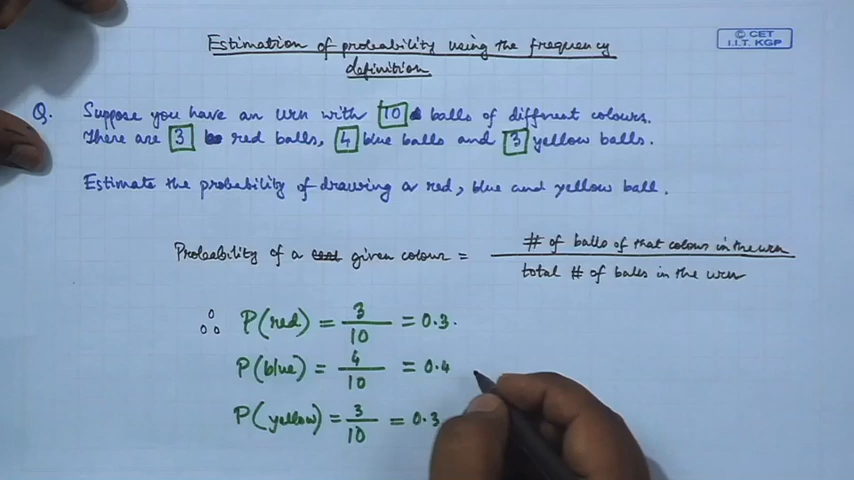 Estimation of probability using the frequency
definition
© CET
I.I.T. KGP
Q. Suppose you have an urn with 10 balls of different colours.
There are 3 red balls, 4 blue balls and 3 yellow balls.
Estimate the probability of drawing a red, blue and yellow ball.
Probability of a given colour = # of balls of that colour in the urn / total # of balls in the urn
∴ P(red) = 3/10 = 0.3.
P(blue) = 4/10 = 0.4
P(yellow) = 3/10 = 0.3